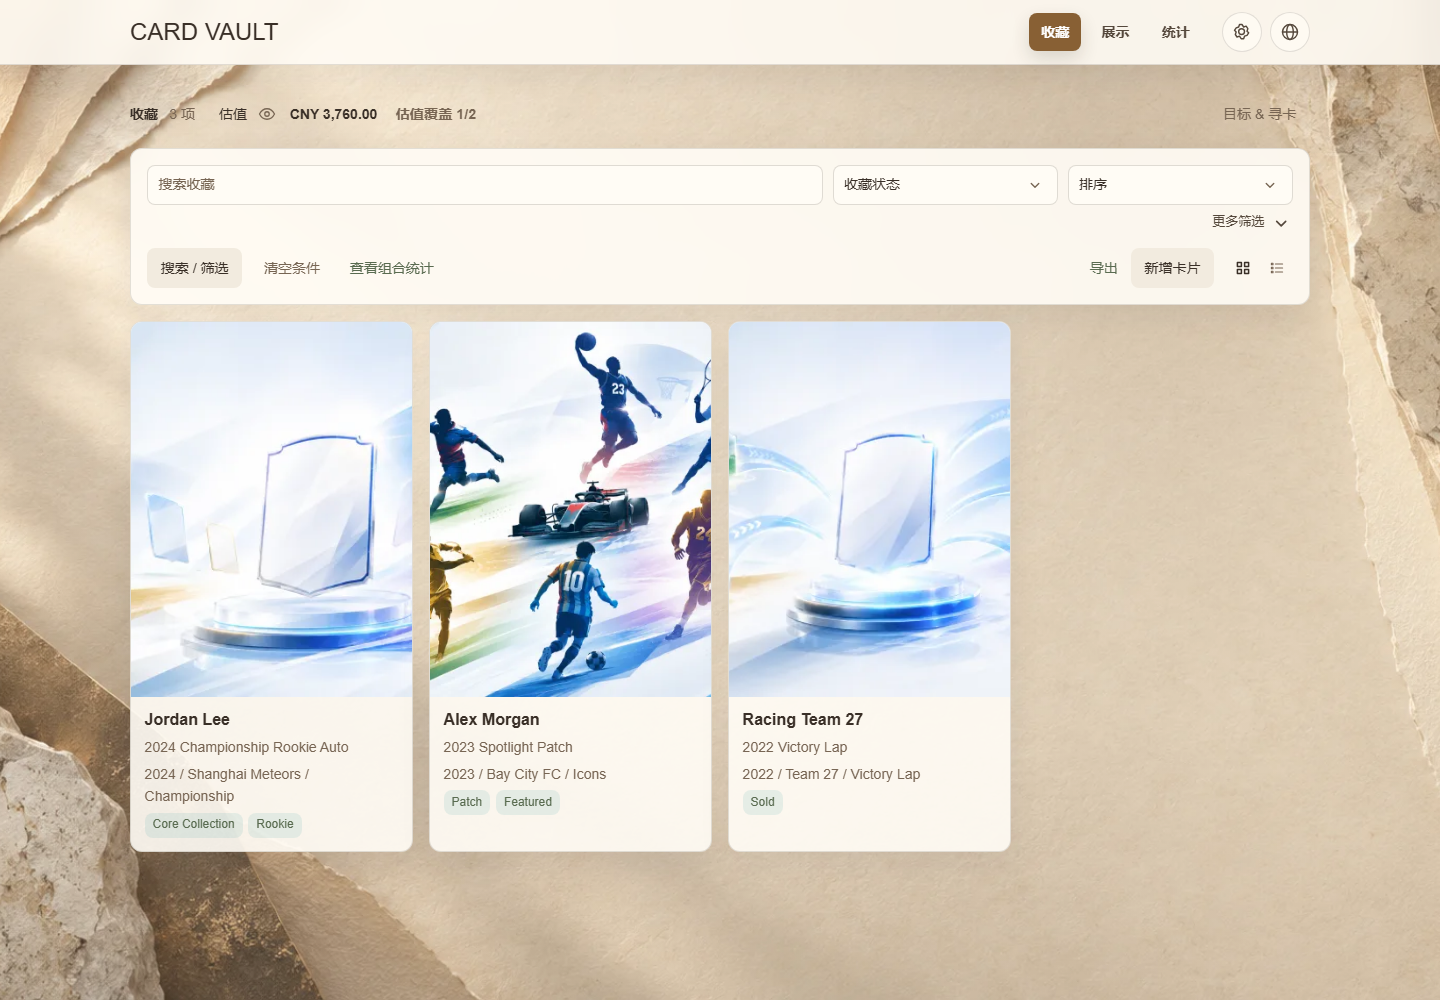 CARD VAULT 收藏 展示 统计
收藏 3 项 估值 CNY 3,760.00 估值覆盖 1/2 目标 & 寻卡
搜索收藏 收藏状态 排序
更多筛选
搜索 / 筛选 清空条件 查看组合统计 导出 新增卡片
23
24
10
Jordan Lee
2024 Championship Rookie Auto
2024 / Shanghai Meteors /
Championship
Core Collection Rookie
Alex Morgan
2023 Spotlight Patch
2023 / Bay City FC / Icons
Patch Featured
Racing Team 27
2022 Victory Lap
2022 / Team 27 / Victory Lap
Sold